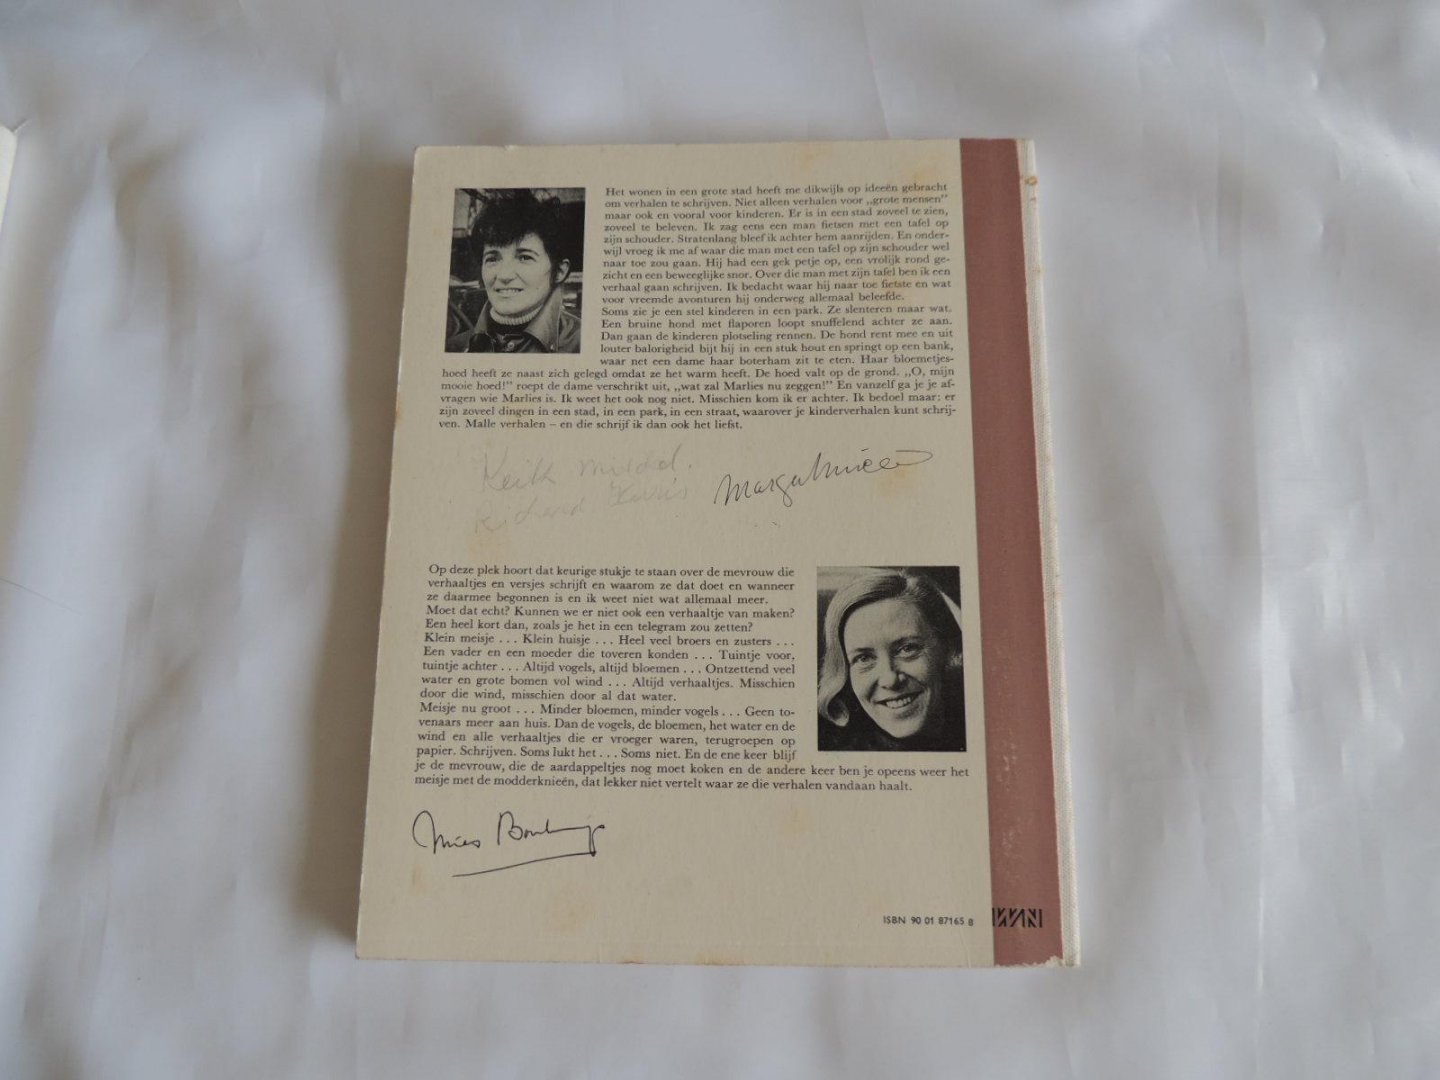 Het wonen in een grote stad heeft me dikwijls op ideeën gebracht
om verhalen te schrijven. Niet alleen verhalen voor „grote mensen”
maar ook en vooral voor kinderen. Er is in een stad zoveel te zien,
zoveel te beleven. Ik zag eens een man fietsen met een tafel op
zijn schouder. Stratenlang bleef ik achter hem aanrijden. En onder-
wijl vroeg ik me af waar die man met een tafel op zijn schouder wel
naar toe zou gaan. Hij had een gek petje op, een vrolijk rond ge-
zicht en een beweeglijke snor. Over die man met zijn tafel ben ik een
verhaal gaan schrijven. Ik bedacht waar hij naar toe fietste en wat
voor vreemde avonturen hij onderweg allemaal beleefde.
Soms zie je een stel kinderen in een park. Ze slenteren maar wat.
Een bruine hond met flaporen loopt snuffelend achter ze aan.
Dan gaan de kinderen plotseling rennen. De hond rent mee en uit
louter balorigheid bijt hij in een stuk hout en springt op een bank,
waar net een dame haar boterham zit te eten. Haar bloemetjes-
hoed heeft ze naast zich gelegd omdat ze het warm heeft. De hoed valt op de grond. „O, mijn
mooie hoed!” roept de dame verschrikt uit, „wat zal Marlies nu zeggen!” En vanzelf ga je je af-
vragen wie Marlies is. Ik weet het ook nog niet. Misschien kom ik er achter. Ik bedoel maar: er
zijn zoveel dingen in een stad, in een park, in een straat, waarover je kinderverhalen kunt schrij-
ven. Malle verhalen – en die schrijf ik dan ook het liefst.
Keith
Richard
Op deze plek hoort dat keurige stukje te staan over de mevrouw die
verhaaltjes en versjes schrijft en waarom ze dat doet en wanneer
ze daarmee begonnen is en ik weet niet wat allemaal meer.
Moet dat echt? Kunnen we er niet ook een verhaaltje van maken?
Een heel kort dan, zoals je het in een telegram zou zetten?
Klein meisje . . . Klein huisje . . . Heel veel broers en zusters . . .
Een vader en een moeder die toveren konden . . . Tuintje voor,
tuintje achter . . . Altijd vogels, altijd bloemen . . . Ontzettend veel
water en grote bomen vol wind . . . Altijd verhaaltjes. Misschien
door die wind, misschien door al dat water.
Meisje nu groot . . . Minder bloemen, minder vogels . . . Geen to-
venaars meer aan huis. Dan de vogels, de bloemen, het water en de
wind en alle verhaaltjes die er vroeger waren, terugroepen op
papier. Schrijven. Soms lukt het . . . Soms niet. En de ene keer blijf
je de mevrouw, die de aardappeltjes nog moet koken en de andere keer ben je opeens weer het
meisje met de modderknieën, dat lekker niet vertelt waar ze die verhalen vandaan haalt.
Mies
ISBN 90 01 87165 8